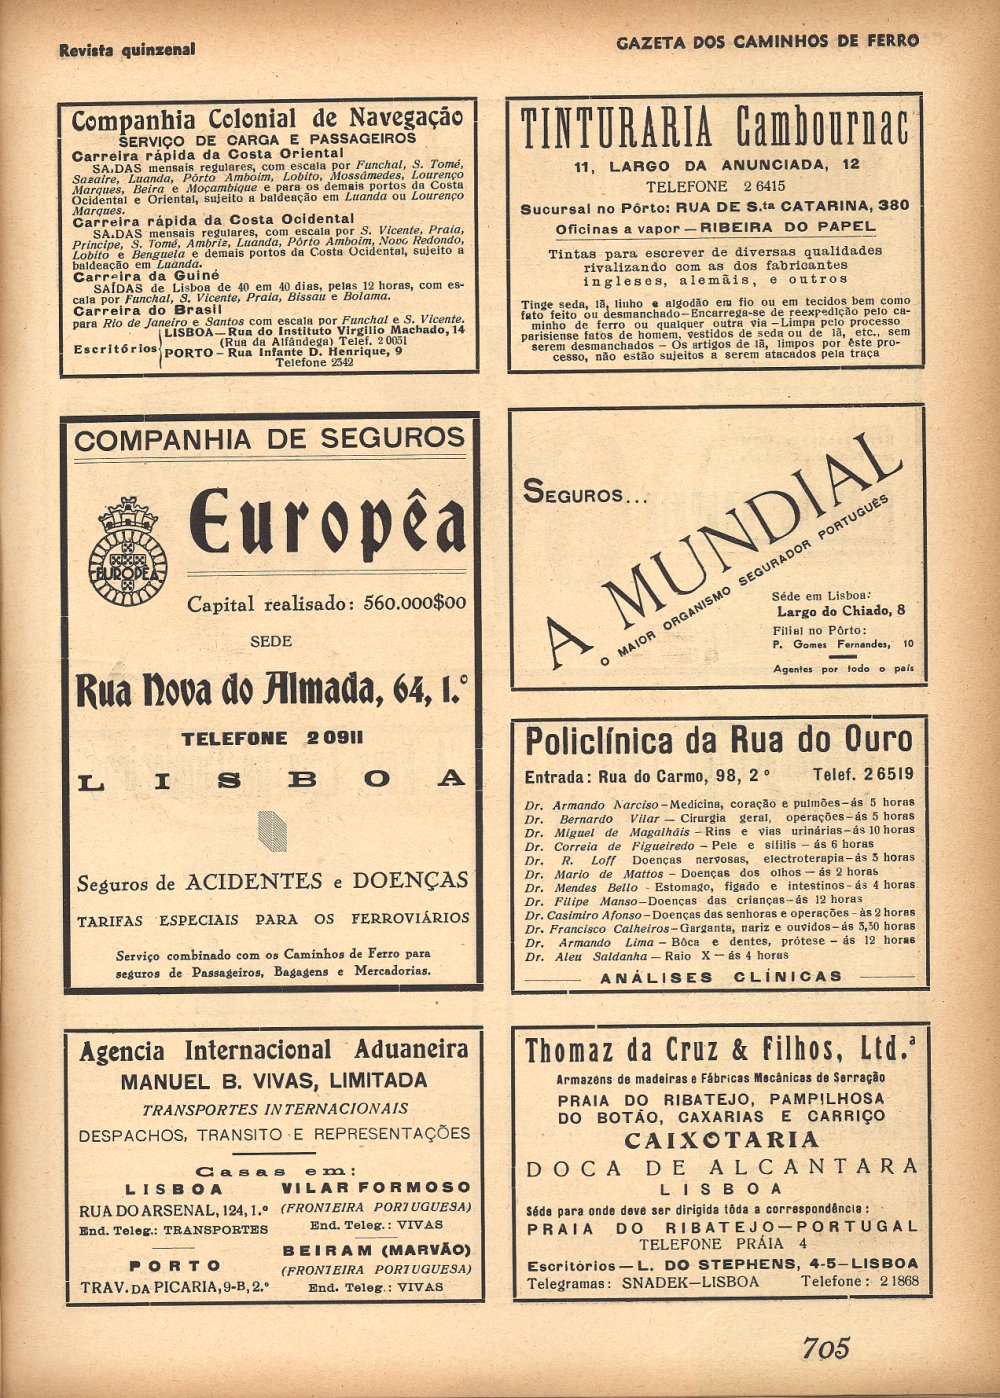 Revista quinzenal
GAZETA DOS CAMINHOS DE FERRO
Companhia Colonial de Navegação
SERVIÇO DE CARGA E PASSAGEIROS
Carreira rápida da Costa Oriental
SAÍDAS mensais regulares, com escala por Funchal, S. Tomé,
Sazaire, Luanda, Pôrto Amboim, Lobito, Mossâmedes, Lourenço
Marques, Beira e Moçambique e para os demais portos da Costa
Ocidental e Oriental, sujeito a baldeação em Luanda ou Lourenço
Marques.
Carreira rápida da Costa Ocidental
SAÍDAS mensais regulares, com escala por S. Vicente, Praia,
Príncipe, S. Tomé, Ambriz, Luanda, Pôrto Amboim, Novo Redondo,
Lobito e Benguela e demais portos da Costa Ocidental, sujeito a
baldeação em Luanda.
Carreira da Guiné
SAÍDAS de Lisboa de 40 em 40 dias, pelas 12 horas, com es-
cala por Funchal, S. Vicente, Praia, Bissau e Bolama.
Carreira do Brasil
para Rio de Janeiro e Santos com escala por Funchal e S. Vicente.
Escritórios
LISBOA—Rua do Instituto Virgilio Machado, 14
(Rua da Alfândega) Telef. 2 0051
PORTO - Rua Infante D. Henrique, 9
Telefone 2342
TINTURARIA Cambournac
11, LARGO DA ANUNCIADA, 12
TELEFONE 2 6415
Sucursal no Pôrto: RUA DE S.ta CATARINA, 380
Oficinas a vapor—RIBEIRA DO PAPEL
Tintas para escrever de diversas qualidades
rivalizando com as dos fabricantes
ingleses, alemãis, e outros
Tinge seda, lã, linho e algodão em fio ou em tecidos bem como
fato feito ou desmanchado—Encarrega-se de reexpedição pelo ca-
minho de ferro ou qualquer outra via—Limpa pelo processo
parisiense fatos de homem, vestidos de seda ou de lã, etc., sem
serem desmanchados — Os artigos de lã, limpos por êste pro-
cesso, não estão sujeitos a serem atacados pela traça
COMPANHIA DE SEGUROS
Européa
EUROPÊA
Capital realisado: 560.000$00
SEDE
Rua Nova do Almada, 64, 1.º
TELEFONE 2 0911
LISBOA
Seguros de ACIDENTES e DOENÇAS
TARIFAS ESPECIAIS PARA OS FERROVIÁRIOS
Serviço combinado com os Caminhos de Ferro para
seguros de Passageiros, Bagagens e Mercadorias.
SEGUROS...
A MUNDIAL
O MAIOR ORGANISMO SEGURADOR PORTUGUÊS
Séde em Lisboa:
Largo do Chiado, 8
Filial no Pôrto:
P. Gomes Fernandes, 10
Agentes por todo o país
Policlínica da Rua do Ouro
Entrada: Rua do Carmo, 98, 2º Telef. 2 6519
Dr. Armando Narciso—Medicina, coração e pulmões—ás 5 horas
Dr. Bernardo Vilar — Cirurgia geral, operações—ás 5 horas
Dr. Miguel de Magalhãis - Rins e vias urinárias—ás 10 horas
Dr. Correia de Figueiredo - Pele e sífilis - ás 6 horas
Dr. R. Loff Doenças nervosas, electroterapia—ás 3 horas
Dr. Mario de Mattos - Doenças dos olhos — ás 2 horas
Dr. Mendes Bello - Estomago, figado e intestinos-ás 4 horas
Dr. Filipe Manso—Doenças das crianças—ás 12 horas
Dr. Casimiro Afonso—Doenças das senhoras e operações - às 2 horas
Dr. Francisco Calheiros—Garganta, nariz e ouvidos—ás 3,30 horas
Dr. Armando Lima — Bôca e dentes, prótese — ás 12 horas
Dr. Aleu Saldanha — Raio X — ás 4 horas
ANÁLISES CLÍNICAS
Agencia Internacional Aduaneira
MANUEL B. VIVAS, LIMITADA
TRANSPORTES INTERNACIONAIS
DESPACHOS, TRANSITO E REPRESENTAÇÕES
Casas em:
LISBOA
RUA DO ARSENAL, 124, 1.º
End. Teleg.: TRANSPORTES
PORTO
TRAV. DA PICARIA, 9-B, 2.º
VILAR FORMOSO
(FRONTEIRA PORTUGUESA)
End. Teleg.: VIVAS
BEIRAM (MARVÃO)
(FRONTEIRA PORTUGUESA)
End. Teleg.: VIVAS
Thomaz da Cruz & Filhos, Ltd.ª
Armazens de madeiras e Fábricas Mecânicas de Serração
PRAIA DO RIBATEJO, PAMPILHOSA
DO BOTÃO, CAXARIAS E CARRIÇO
CAIXOTARIA
DOCA DE ALCANTARA
LISBOA
Séde para onde deve ser dirigida tôda a correspondência:
PRAIA DO RIBATEJO—PORTUGAL
TELEFONE PRÁIA 4
Escritórios—L. DO STEPHENS, 4-5—LISBOA
Telegramas: SNADEK—LISBOA Telefone: 2 1868
705